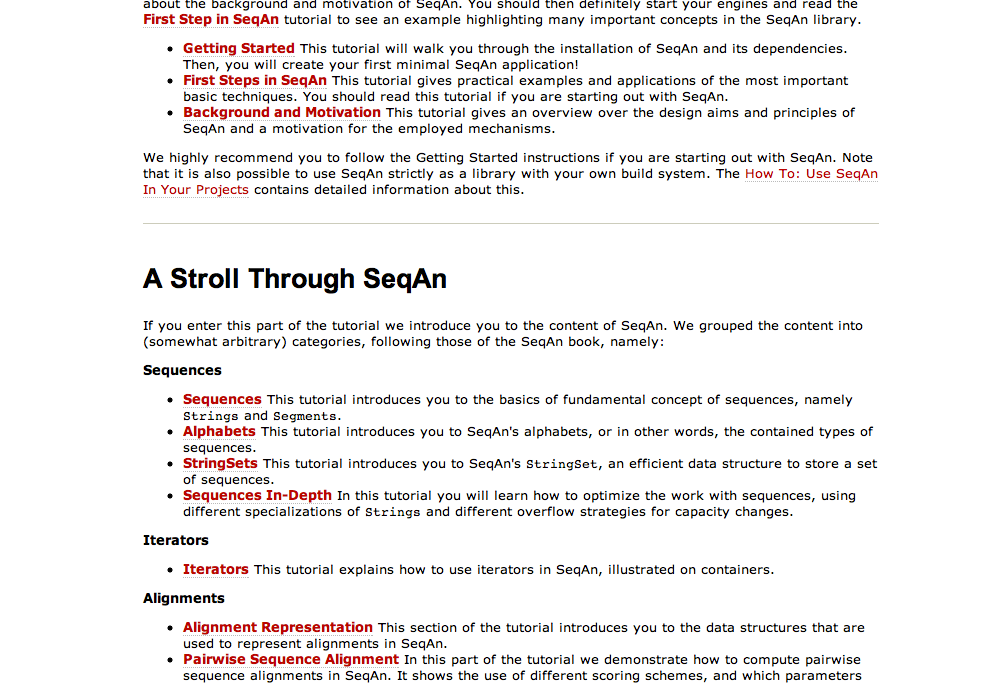 about the background and motivation of SeqAn. You should then definitely start your engines and read the
First Step in SeqAn tutorial to see an example highlighting many important concepts in the SeqAn library.
Getting Started This tutorial will walk you through the installation of SeqAn and its dependencies.
Then, you will create your first minimal SeqAn application!
First Steps in SeqAn This tutorial gives practical examples and applications of the most important
basic techniques. You should read this tutorial if you are starting out with SeqAn.
Background and Motivation This tutorial gives an overview over the design aims and principles of
SeqAn and a motivation for the employed mechanisms.
We highly recommend you to follow the Getting Started instructions if you are starting out with SeqAn. Note
that it is also possible to use SeqAn strictly as a library with your own build system. The How To: Use SeqAn
In Your Projects contains detailed information about this.
A Stroll Through SeqAn
If you enter this part of the tutorial we introduce you to the content of SeqAn. We grouped the content into
(somewhat arbitrary) categories, following those of the SeqAn book, namely:
Sequences
Sequences This tutorial introduces you to the basics of fundamental concept of sequences, namely
Strings and Segments.
Alphabets This tutorial introduces you to SeqAn's alphabets, or in other words, the contained types of
sequences.
StringSets This tutorial introduces you to SeqAn's StringSet, an efficient data structure to store a set
of sequences.
Sequences In-Depth In this tutorial you will learn how to optimize the work with sequences, using
different specializations of Strings and different overflow strategies for capacity changes.
Iterators
Iterators This tutorial explains how to use iterators in SeqAn, illustrated on containers.
Alignments
Alignment Representation This section of the tutorial introduces you to the data structures that are
used to represent alignments in SeqAn.
Pairwise Sequence Alignment In this part of the tutorial we demonstrate how to compute pairwise
sequence alignments in SeqAn. It shows the use of different scoring schemes, and which parameters